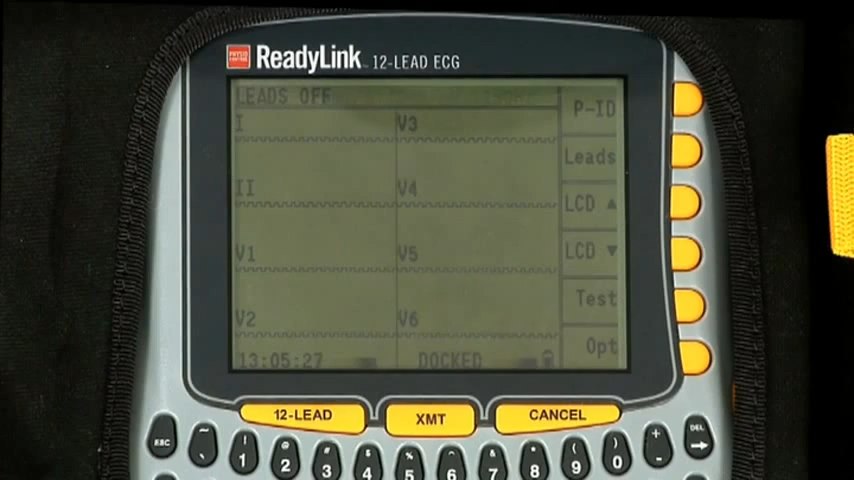 PHYSIO CONTROL
ReadyLink 12-LEAD ECG
LEADS OFF
P-ID
I V3
Leads
II V4
LCD ▲
V1 V5
LCD ▼
Test
V2 V6
Opt
13:05:27 DOCKED
12-LEAD XMT CANCEL
ESC ~ ! @ # $ % ^ & * ( ) + DEL
` 1 2 3 4 5 6 7 8 9 0 - →